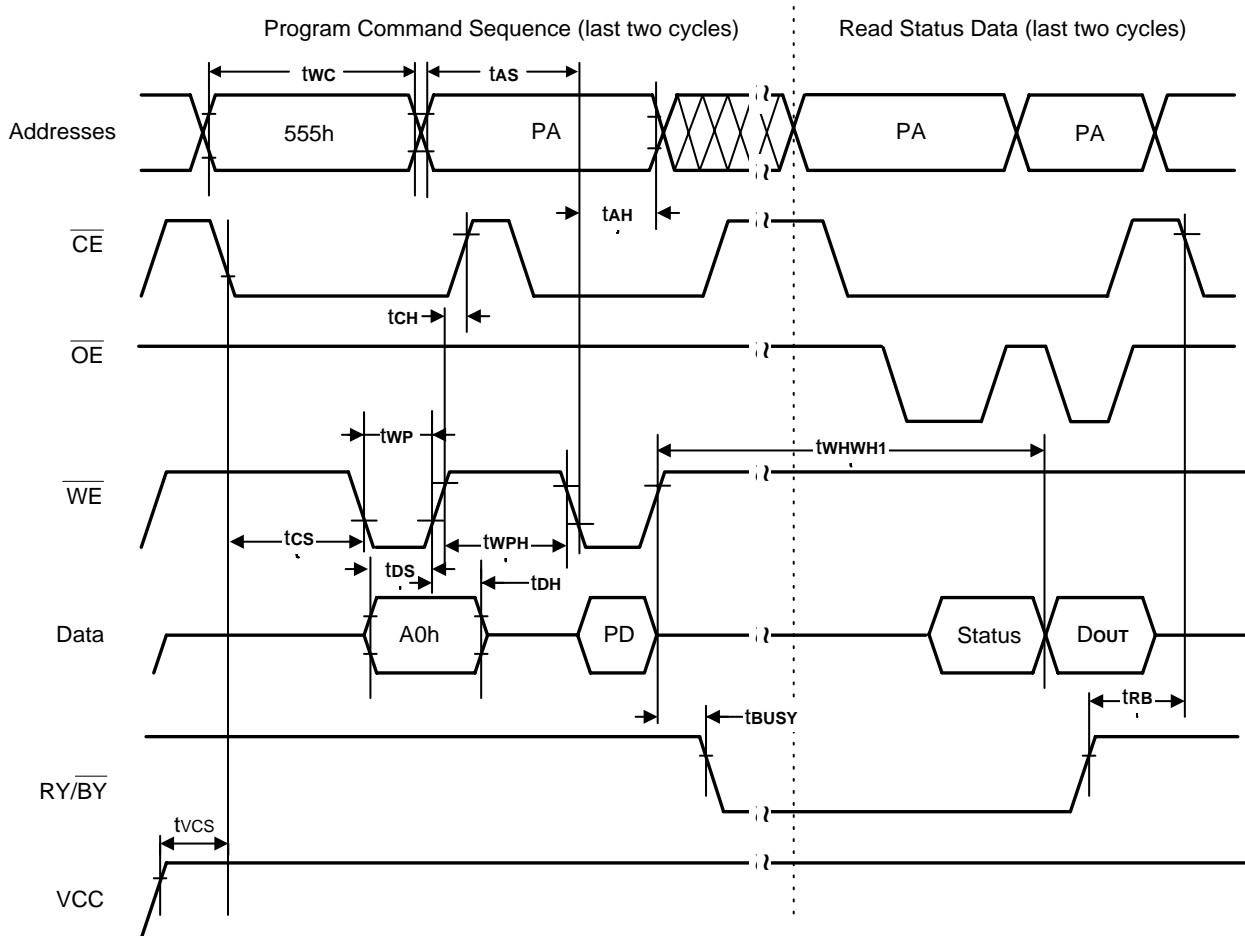 Program Command Sequence (last two cycles) Read Status Data (last two cycles)
tWC tAS
Addresses 555h PA PA PA
tAH
CE
tCH
OE
tWP tWHWH1
WE
tCS tWPH
tDS tDH
Data A0h PD Status DOUT
tBUSY tRB
RY/BY
tVCS
VCC